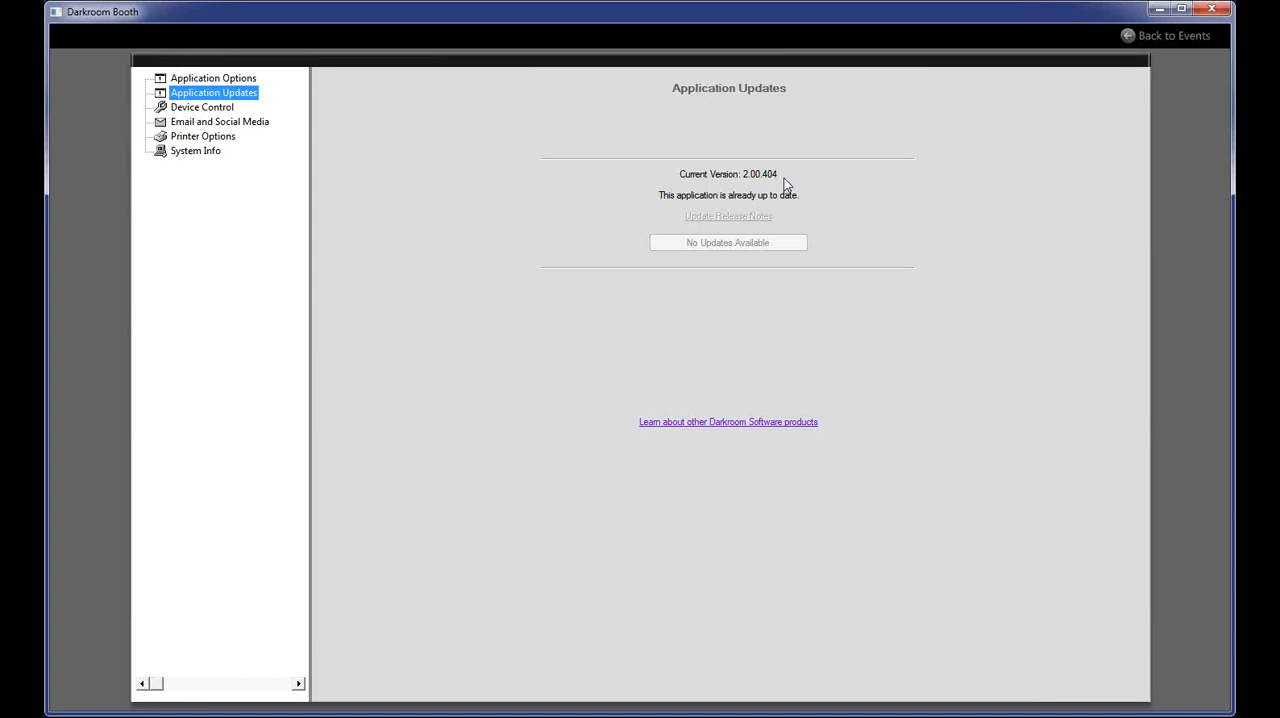 Darkroom Booth
Back to Events
Application Options
Application Updates
Device Control
Email and Social Media
Printer Options
System Info
Application Updates
Current Version: 2.00.404
This application is already up to date.
Update Release Notes
No Updates Available
Learn about other Darkroom Software products